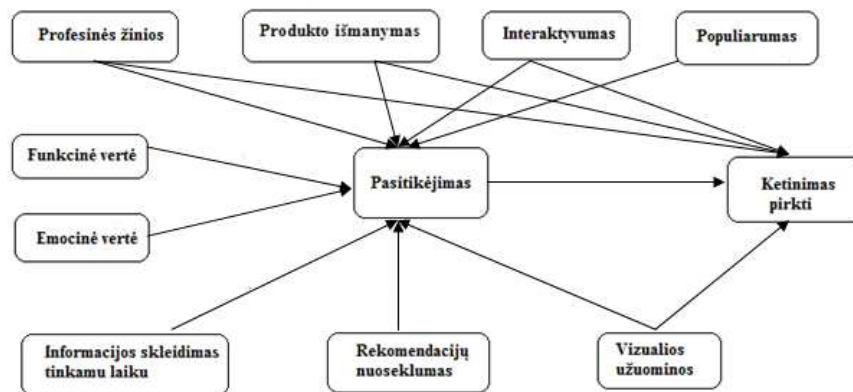 Profesinės žinios
Produkto išmanymas
Interaktyvumas
Populiarumas
Funkcinė vertė
Pasitikėjimas
Ketinimas
pirkti
Emocinė vertė
Informacijos skleidimas
tinkamu laiku
Rekomendacijų
nuoseklumas
Vizualios
užuominos